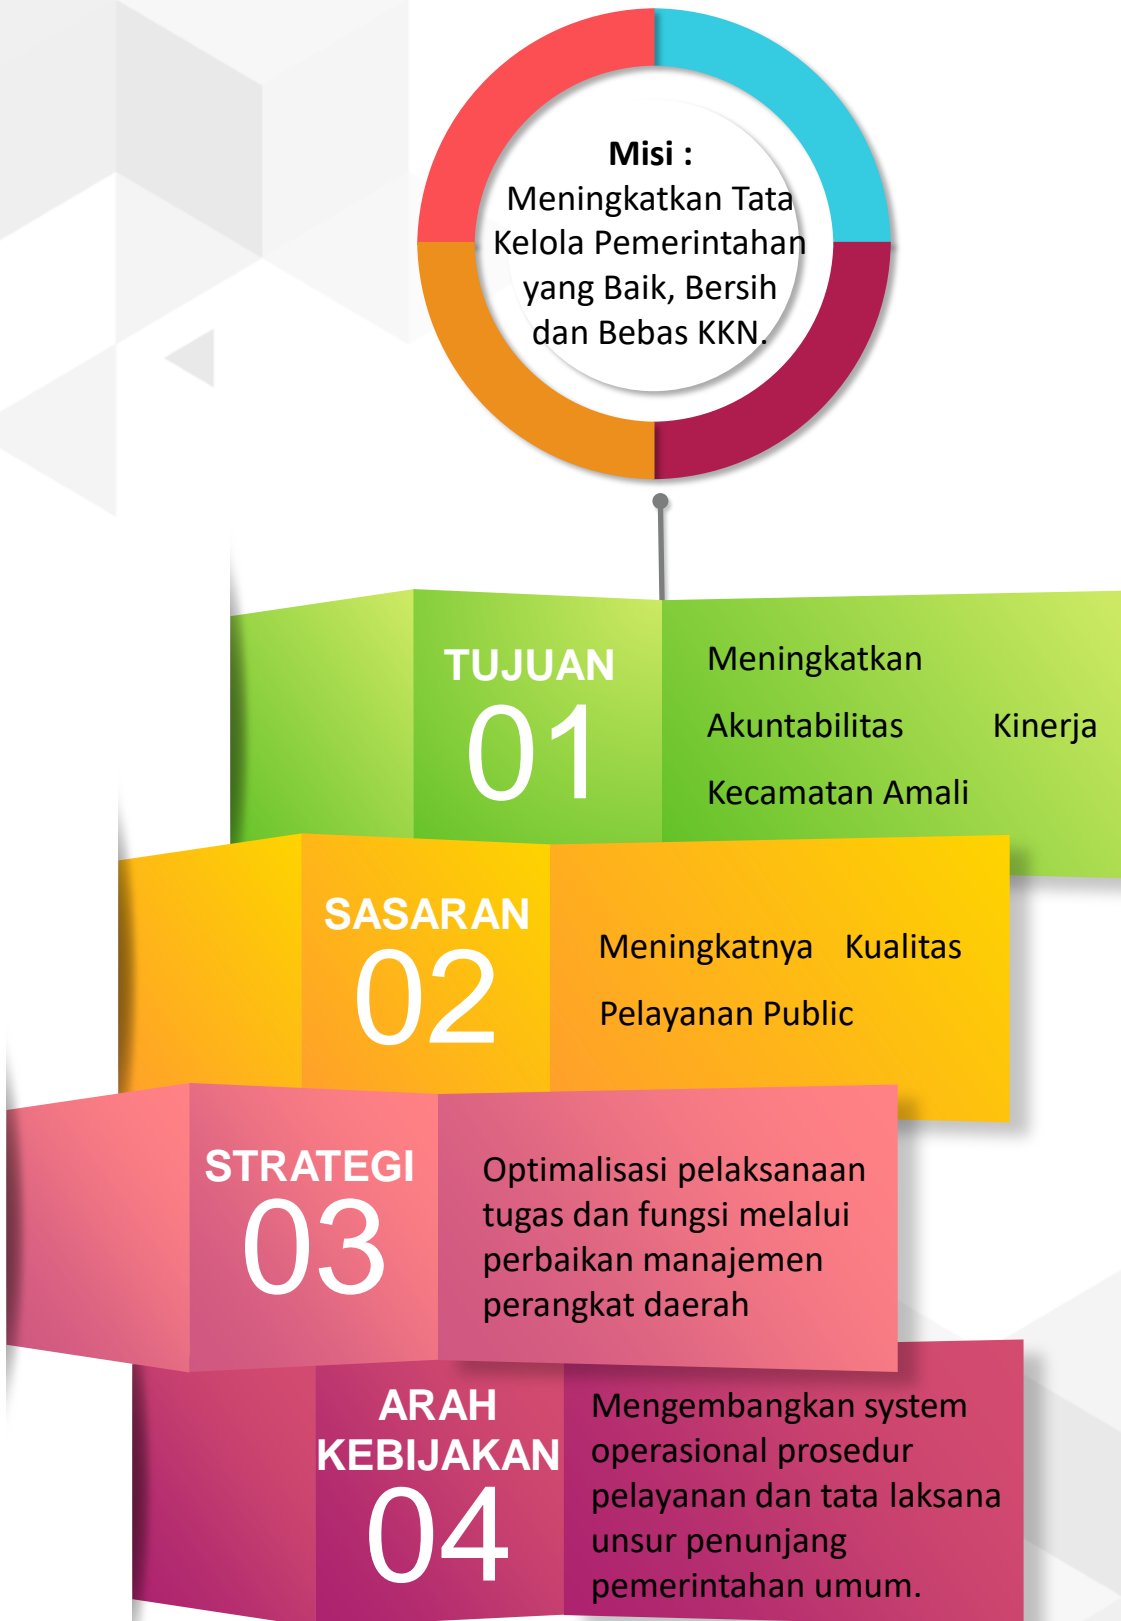 Misi :
Meningkatkan Tata
Kelola Pemerintahan
yang Baik, Bersih
dan Bebas KKN.
TUJUAN
01
Meningkatkan
Akuntabilitas Kinerja
Kecamatan Amali
SASARAN
02
Meningkatnya Kualitas
Pelayanan Public
STRATEGI
03
Optimalisasi pelaksanaan
tugas dan fungsi melalui
perbaikan manajemen
perangkat daerah
ARAH
KEBIJAKAN
04
Mengembangkan system
operasional prosedur
pelayanan dan tata laksana
unsur penunjang
pemerintahan umum.